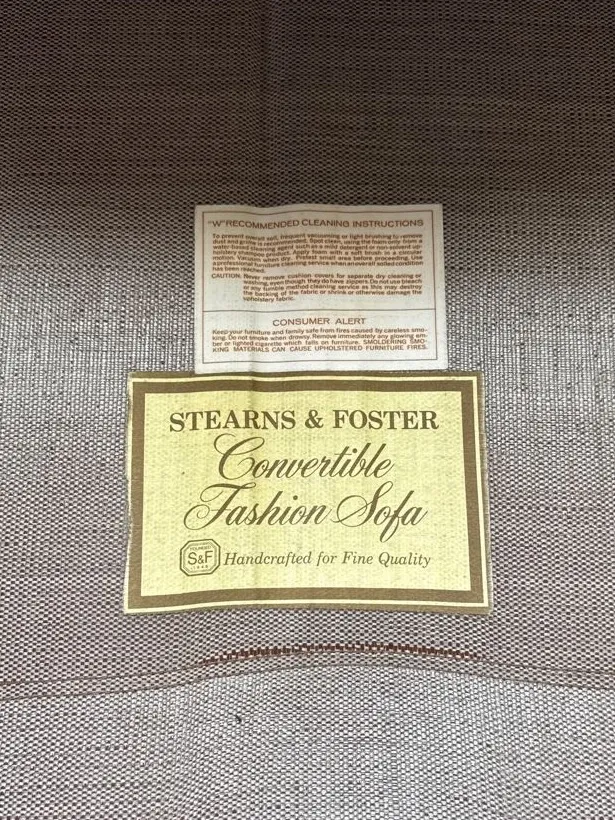 "W" RECOMMENDED CLEANING INSTRUCTIONS
To prevent overall soil, frequent vacuuming or light brushing to remove
dust and grime is recommended. Spot clean, using the foam only from a
water-based cleaning agent such as a mild detergent or non-solvent up-
holstery shampoo product. Apply foam with a soft brush in a circular
motion. Vacuum when dry. Pretest small area before proceeding. Use
a professional furniture cleaning service when an overall soiled condition
has been reached.
CAUTION: Never remove cushion covers for separate dry cleaning or
washing, even though they do have zippers. Do not use bleach
or any tumble method cleaning service as this may destroy
the backing of the fabric or shrink or otherwise damage the
upholstery fabric.
CONSUMER ALERT
Keep your furniture and family safe from fires caused by careless smo-
king. Do not smoke when drowsy. Remove immediately any glowing em-
ber or lighted cigarette which falls on furniture. SMOLDERING SMO-
KING MATERIALS CAN CAUSE UPHOLSTERED FURNITURE FIRES.
STEARNS & FOSTER
Convertible
Fashion Sofa
S&F
Handcrafted for Fine Quality